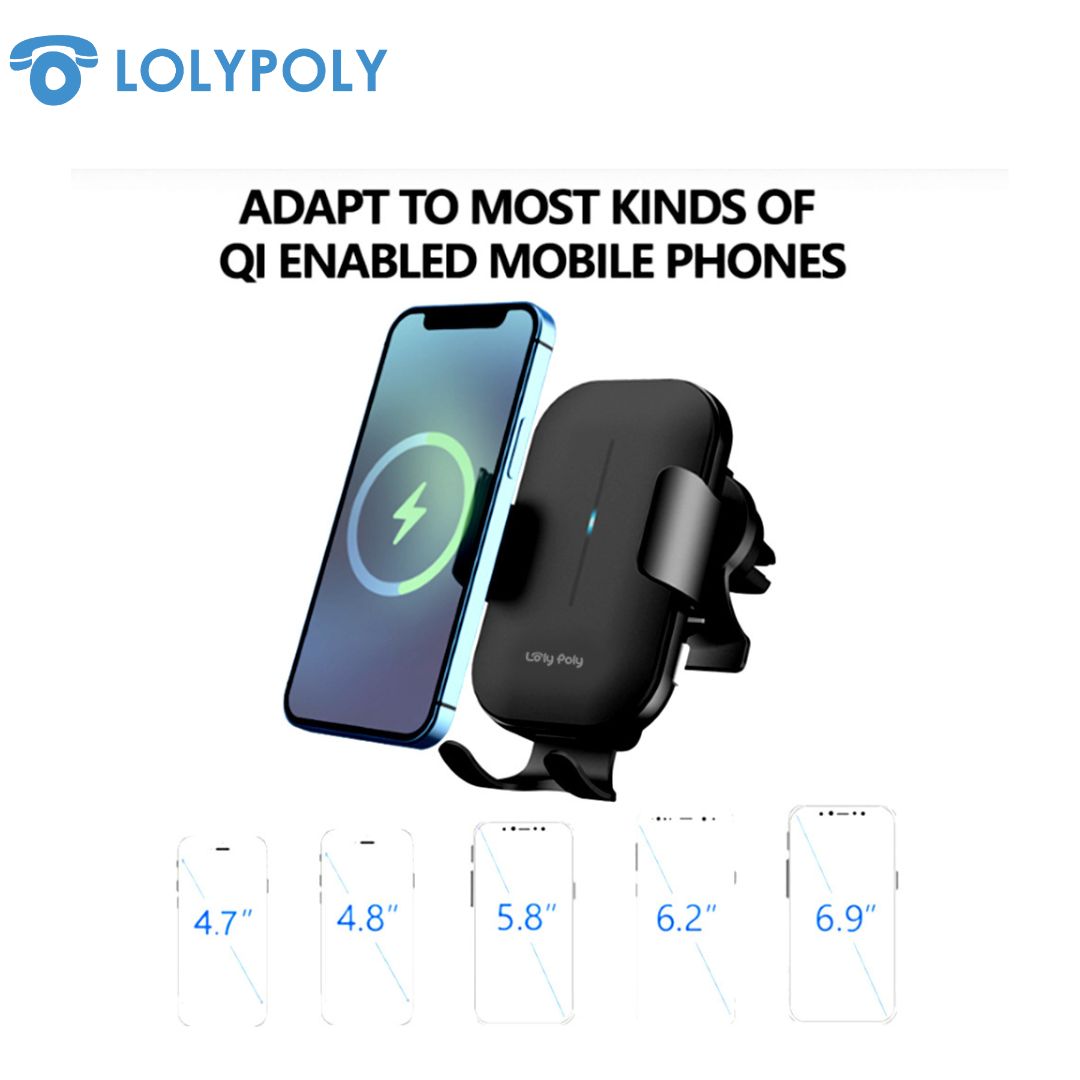 LOLYPOLY
ADAPT TO MOST KINDS OF
QI ENABLED MOBILE PHONES
Loly Poly
4.7"
4.8"
5.8"
6.2"
6.9"